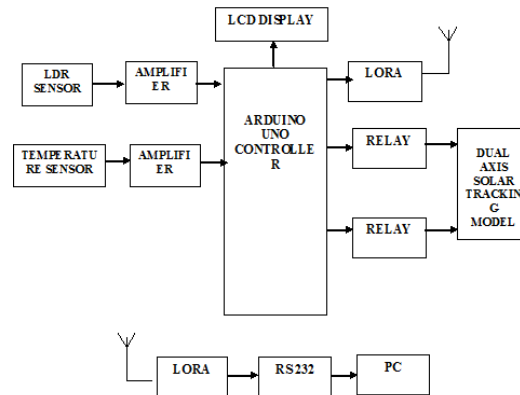 LCD DISPLAY
LDR
SENSOR
AMPLIFI
ER
LORA
ARDUINO
UNO
CONTROLLE
R
TEMPERATU
RE SENSOR
AMPLIFI
ER
RELAY
DUAL
AXIS
SOLAR
TRACKIN
G
MODEL
RELAY
LORA
RS232
PC